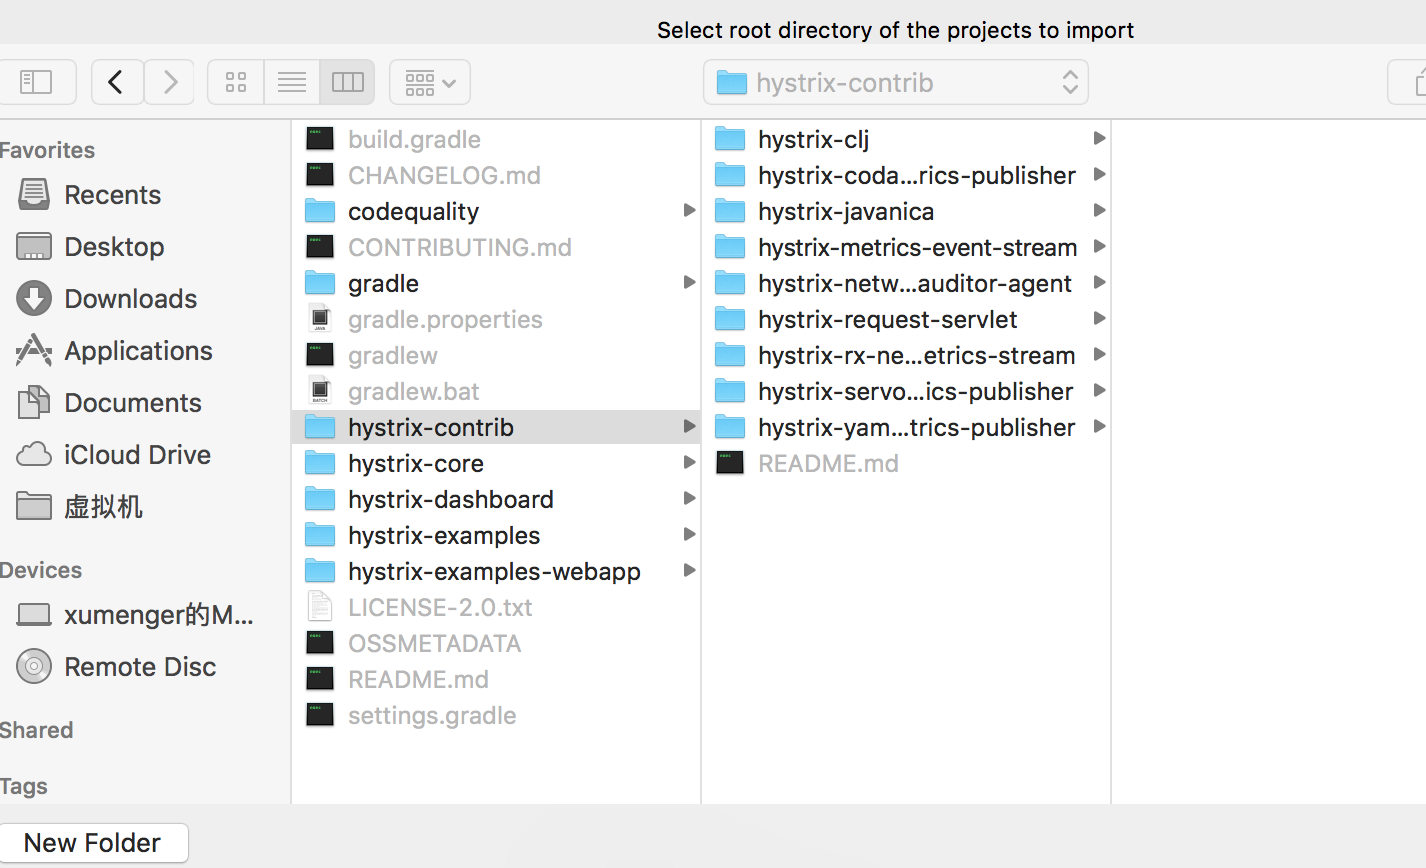 Select root directory of the projects to import
hystrix-contrib
Favorites
Recents
Desktop
Downloads
Applications
Documents
iCloud Drive
虚拟机
Devices
xumenger的M...
Remote Disc
Shared
Tags
build.gradle
CHANGELOG.md
codequality
CONTRIBUTING.md
gradle
gradle.properties
gradlew
gradlew.bat
hystrix-contrib
hystrix-core
hystrix-dashboard
hystrix-examples
hystrix-examples-webapp
LICENSE-2.0.txt
OSSMETADATA
README.md
settings.gradle
hystrix-clj
hystrix-coda...rics-publisher
hystrix-javanica
hystrix-metrics-event-stream
hystrix-netw...auditor-agent
hystrix-request-servlet
hystrix-rx-ne...etrics-stream
hystrix-servo...ics-publisher
hystrix-yam...trics-publisher
README.md
New Folder